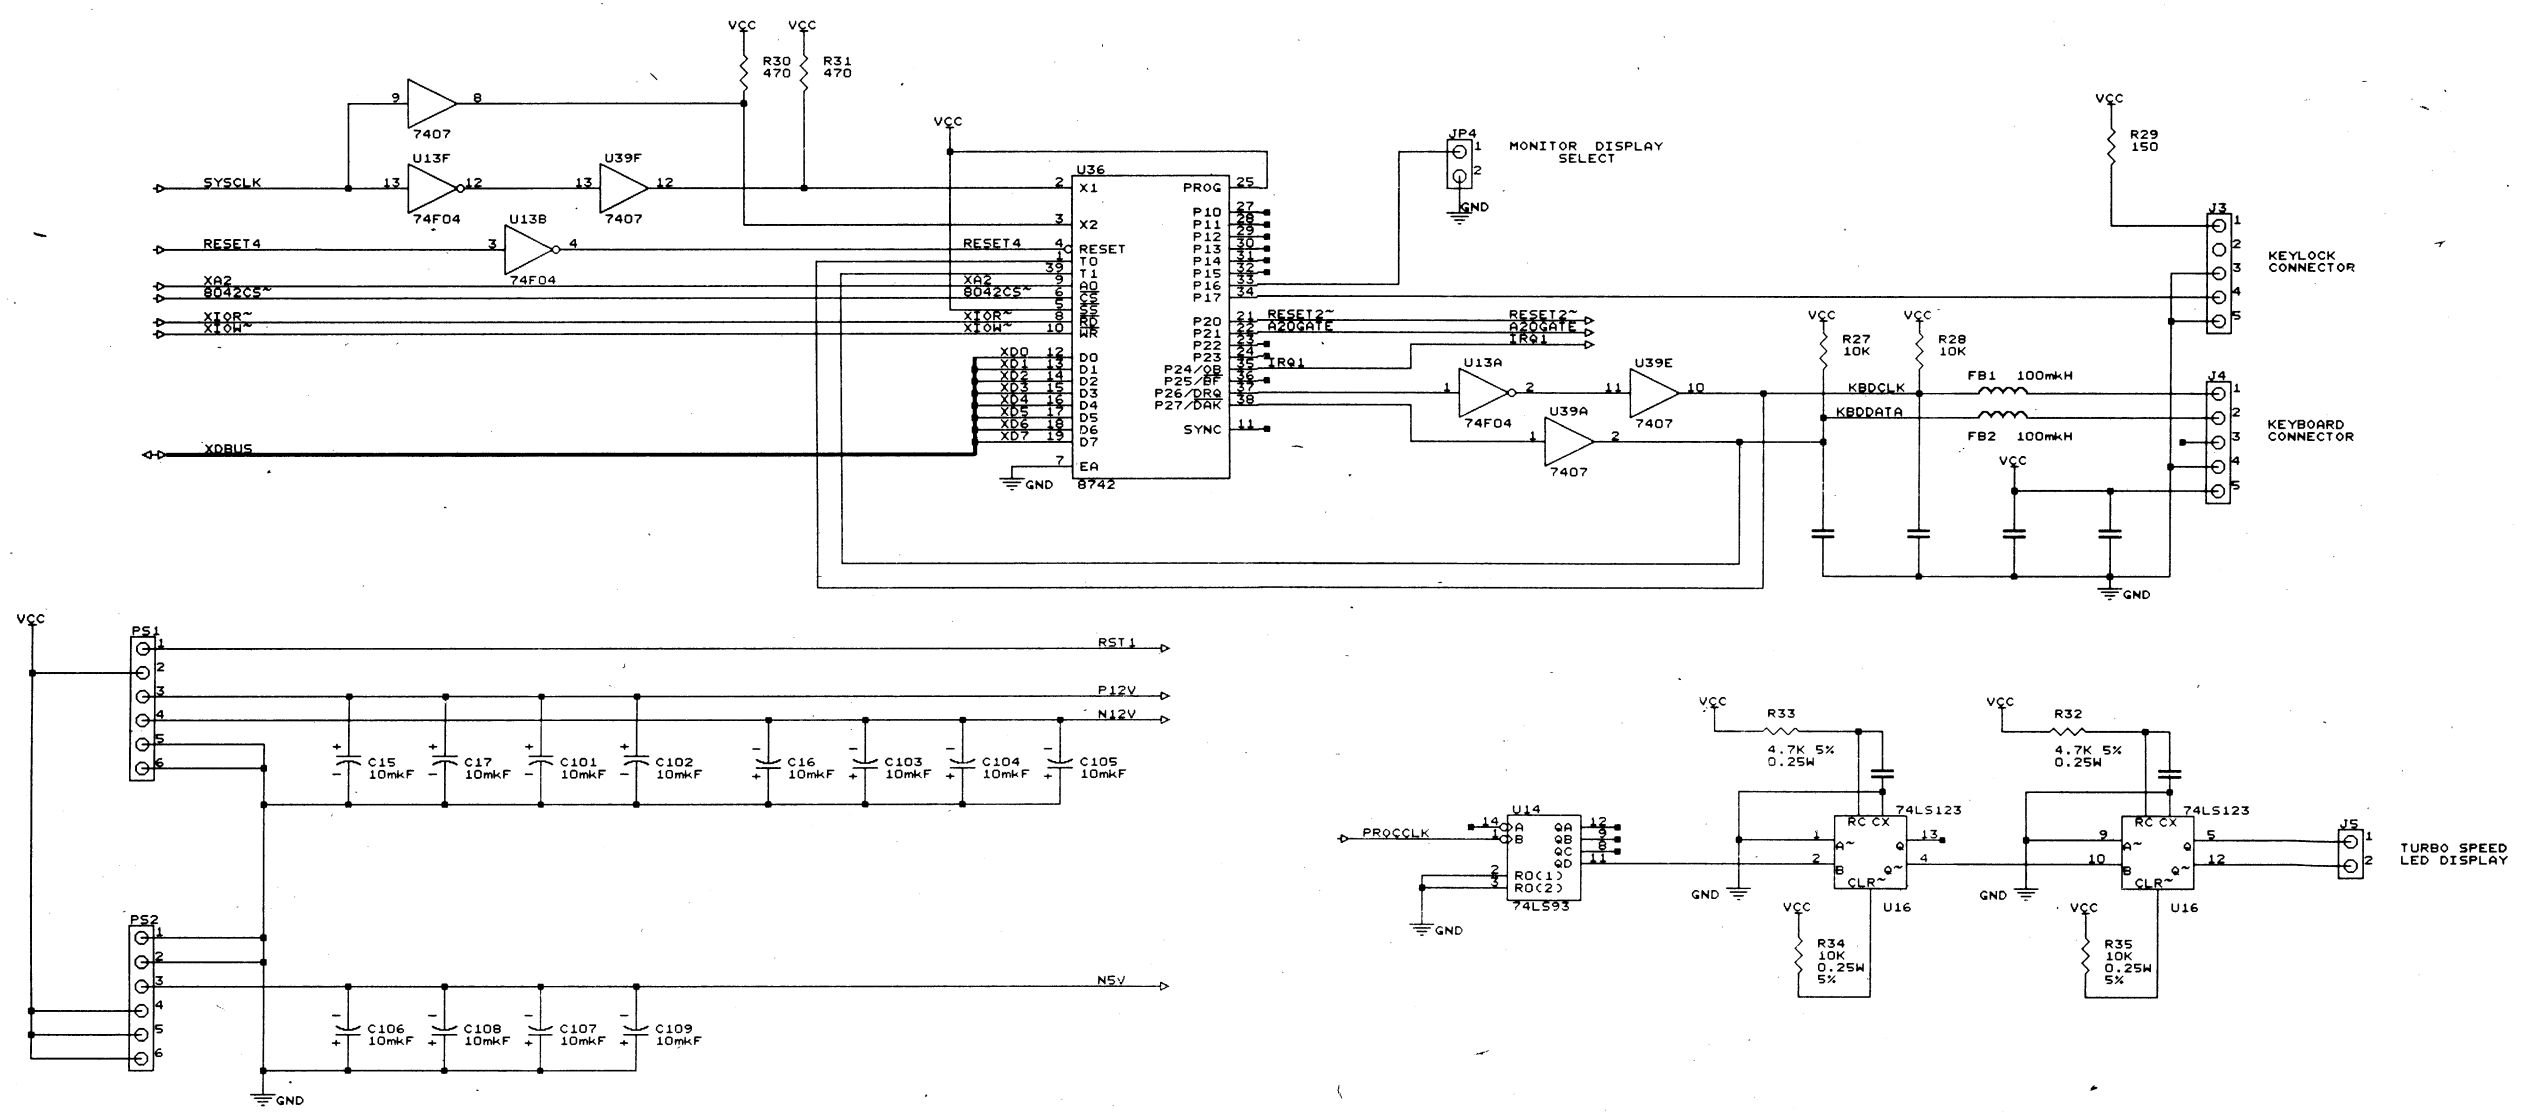 VCC VCC
R30 R31
470 470
9 8
7407
VCC
VCC
R29
150
JP4
1
2
GND
MONITOR DISPLAY
SELECT
U13F U39F
SYSCLK 13 12 13 12
74F04 7407
U13B
RESET4 3 4 RESET4
74F04
XA2 XA2
8042CS~ 8042CS~
XIOR~ XIOR~
XIOW~ XIOW~
XDBUS
XD0 12 D0
XD1 13 D1
XD2 14 D2
XD3 15 D3
XD4 16 D4
XD5 17 D5
XD6 18 D6
XD7 19 D7
GND
7 EA
8742
U36
2 X1
3 X2
4 RESET
1 T0
39 T1
9 A0
6 CS
5 SS
8 RD
10 WR
PROG 25
P10 27
P11 28
P12 29
P13 30
P14 31
P15 32
P16 33
P17 34
P20 21 RESET2~ RESET2~
P21 22 A20GATE A20GATE
P22 23
P23 24
P24/OB 35 IRQ1 IRQ1
P25/BF 36
P26/DRQ 37
P27/DAK 38
SYNC 11
U13A U39E
1 2 11 10
74F04 7407
U39A
1 2
7407
VCC VCC
R27 R28
10K 10K
KBDCLK
KBDDATA
FB1 100mkH
FB2 100mkH
VCC
GND
J3
1
2
3
4
5
KEYLOCK
CONNECTOR
J4
1
2
3
4
5
KEYBOARD
CONNECTOR
VCC
PS1
1
2
3
4
5
6
RST1
P12V
N12V
+ + + + - - - -
C15 C17 C101 C102 C16 C103 C104 C105
10mkF 10mkF 10mkF 10mkF 10mkF 10mkF 10mkF 10mkF
- - - - + + + +
PS2
1
2
3
4
5
6
N5V
- - - -
C106 C108 C107 C109
10mkF 10mkF 10mkF 10mkF
+ + + +
GND
PROCCLK
U14
14 A QA 12
1 B QB 9
QC 8
QD 11
2 RO(1)
3 RO(2)
74LS93
GND
VCC
R33
4.7K 5%
0.25W
74LS123
RC CX
1 A~ Q 13
2 B Q~ 4
CLR~
U16
GND
VCC
R34
10K
0.25W
5%
VCC
R32
4.7K 5%
0.25W
74LS123
RC CX
9 A~ Q 5
10 B Q~ 12
CLR~
U16
GND
VCC
R35
10K
0.25W
5%
J5
1
2
TURBO SPEED
LED DISPLAY